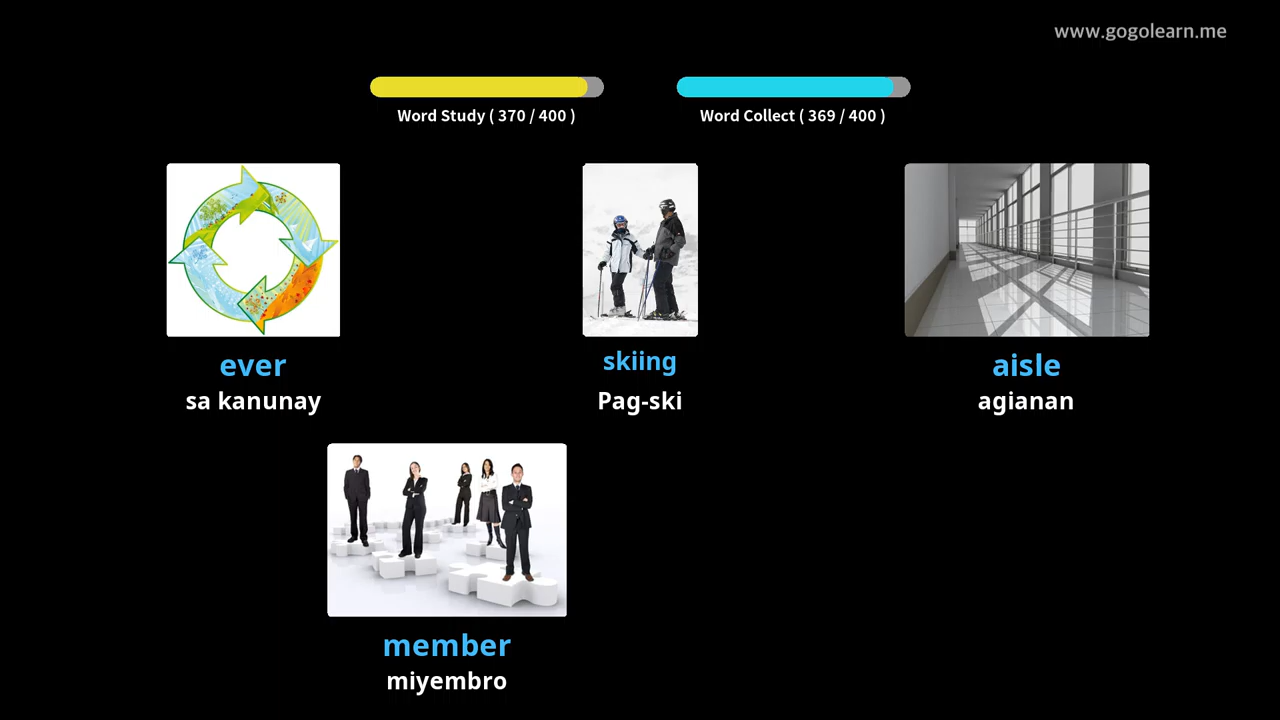 www.gogolearn.me
Word Study ( 370 / 400 )
Word Collect ( 369 / 400 )
ever
sa kanunay
skiing
Pag-ski
aisle
agianan
member
miyembro